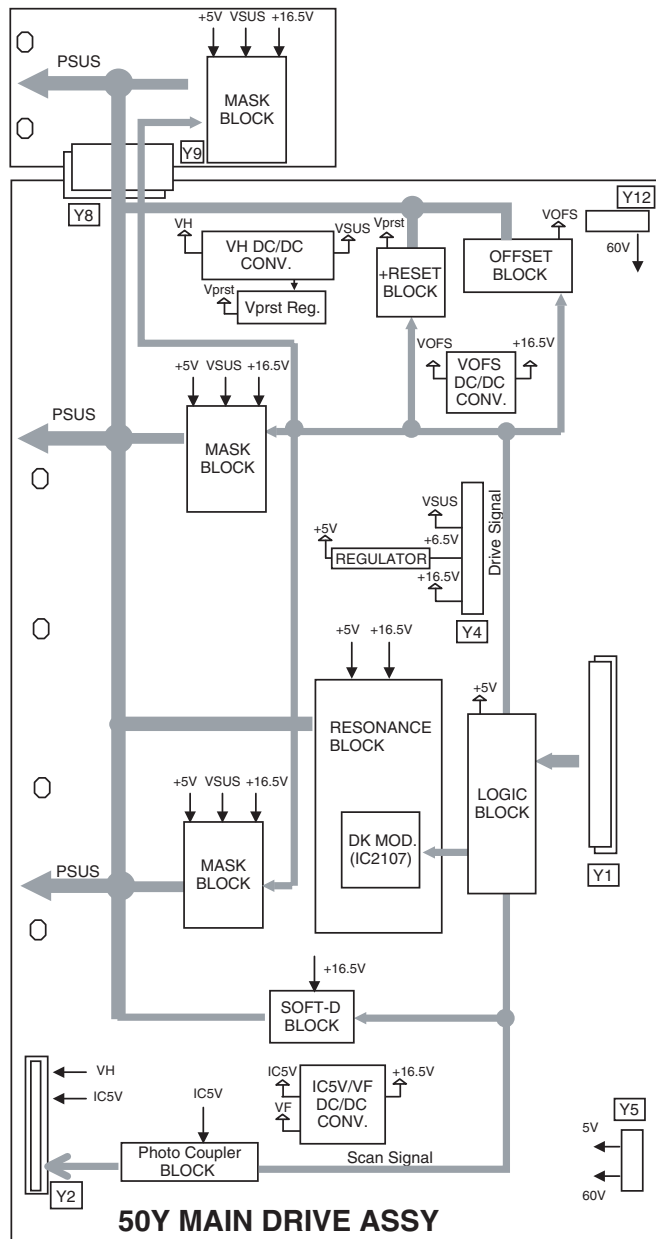 +5V VSUS +16.5V
PSUS
MASK
BLOCK
Y9
Y8
Y12
VH
VH DC/DC
CONV.
VSUS
Vprst
+RESET
BLOCK
VOFS
OFFSET
BLOCK
60V
Vprst
Vprst Reg.
VOFS
VOFS
DC/DC
CONV.
+16.5V
+5V VSUS +16.5V
PSUS
MASK
BLOCK
VSUS
+5V
+6.5V
REGULATOR
+16.5V
Drive Signal
Y4
+5V +16.5V
RESONANCE
BLOCK
+5V
LOGIC
BLOCK
DK MOD.
(IC2107)
Y1
+5V VSUS +16.5V
PSUS
MASK
BLOCK
+16.5V
SOFT-D
BLOCK
VH
IC5V
IC5V
IC5V
VF
IC5V/VF
DC/DC
CONV.
+16.5V
Y5
5V
60V
Photo Coupler
BLOCK
Scan Signal
Y2
50Y MAIN DRIVE ASSY